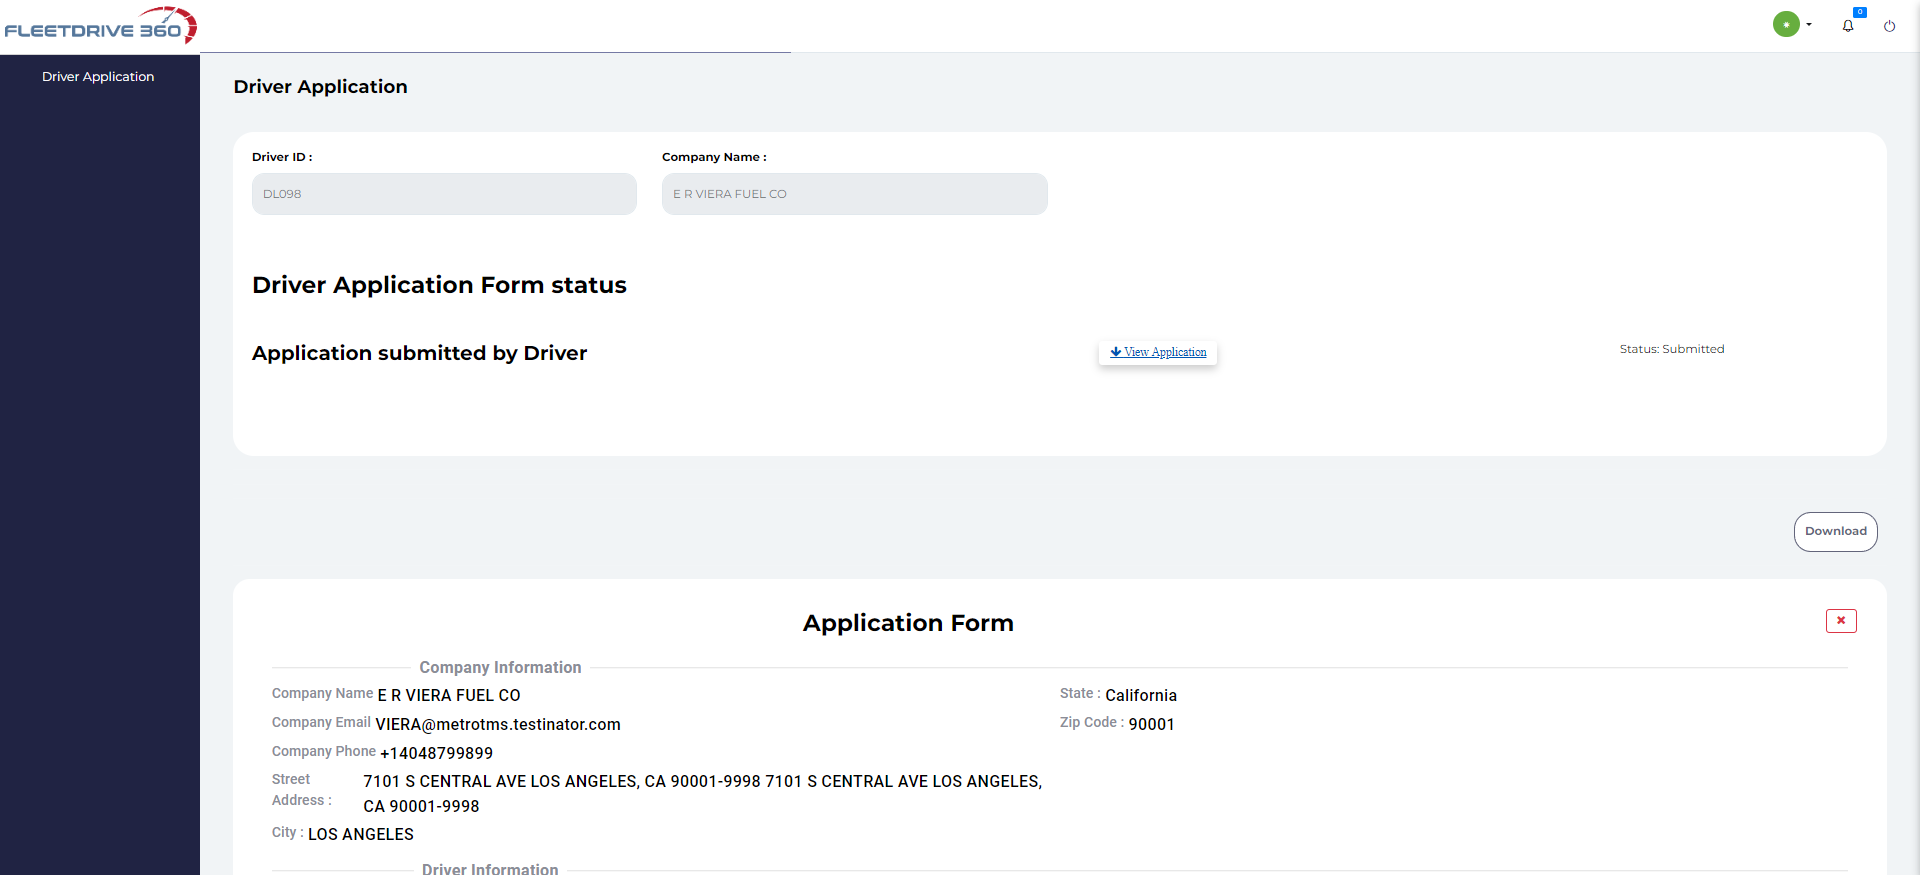 FLEETDRIVE 360
0
Driver Application
Driver Application
Driver ID :
Company Name :
DL098
E R VIERA FUEL CO
Driver Application Form status
Application submitted by Driver
View Application
Status: Submitted
Download
Application Form
Company Information
Company Name E R VIERA FUEL CO
State : California
Company Email VIERA@metrotms.testinator.com
Zip Code : 90001
Company Phone +14048799899
Street Address : 7101 S CENTRAL AVE LOS ANGELES, CA 90001-9998 7101 S CENTRAL AVE LOS ANGELES,
CA 90001-9998
City : LOS ANGELES
Driver Information